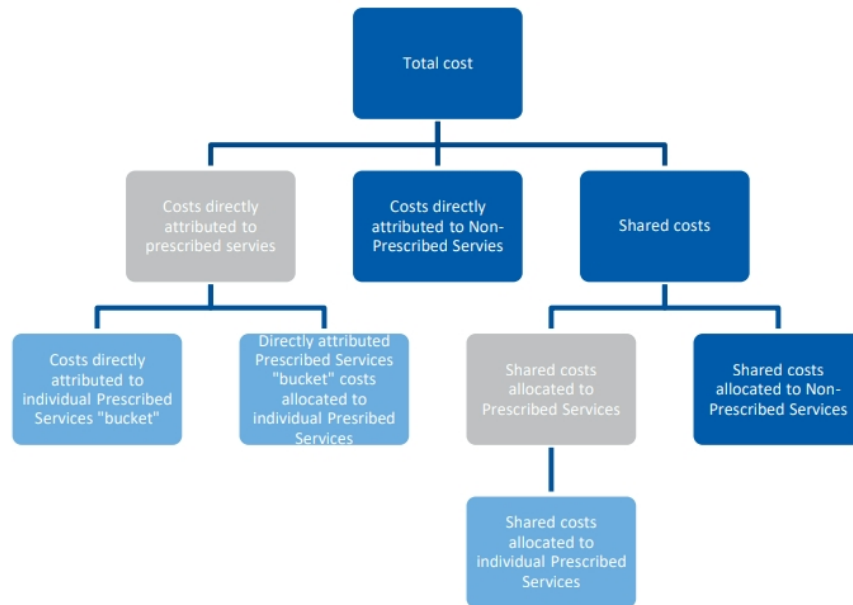 Total cost
Costs directly
attributed to
prescribed servies
Costs directly
attributed to Non-
Prescribed Servies
Shared costs
Costs directly
attributed to
individual Prescribed
Services "bucket"
Directly attributed
Prescribed Services
"bucket" costs
allocated to
individual Presribed
Services
Shared costs
allocated to
Prescribed Services
Shared costs
allocated to Non-
Prescribed Services
Shared costs
allocated to
individual Prescribed
Services